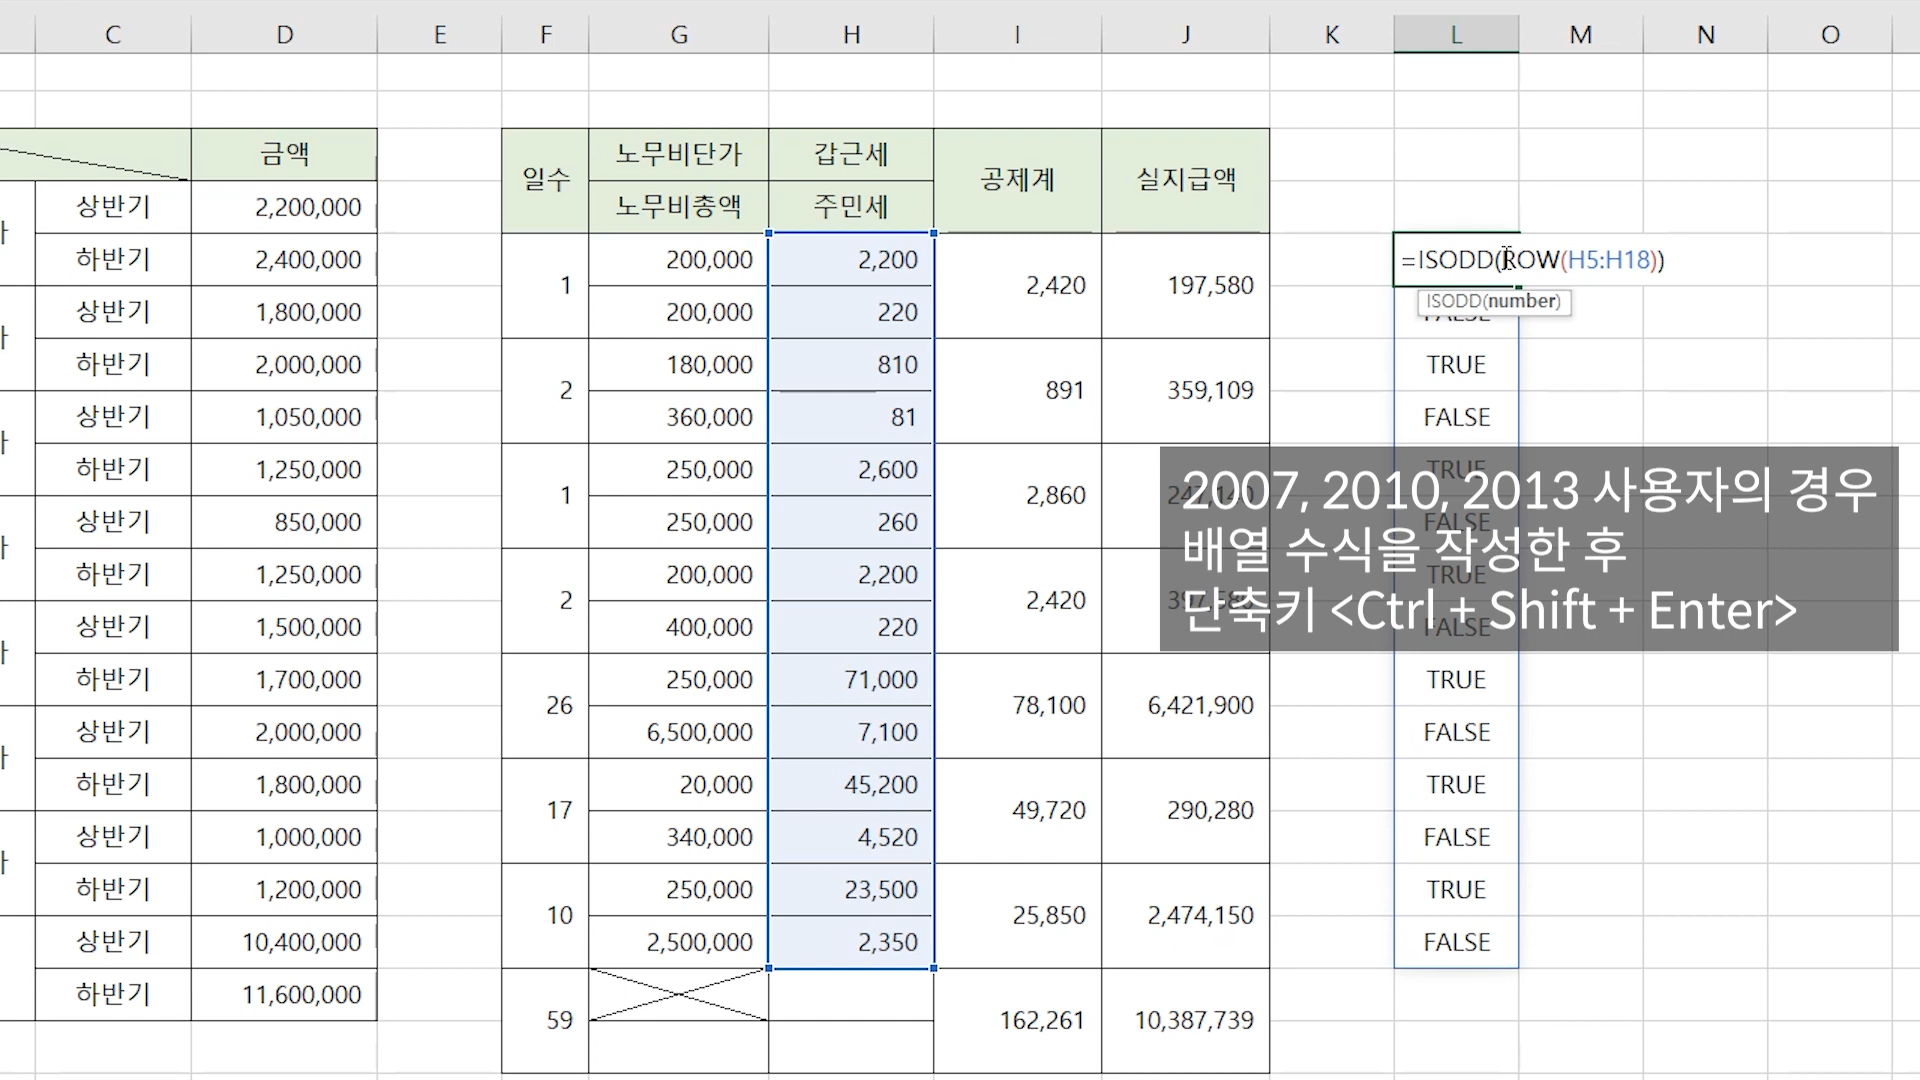 C D E F G H I J K L M N O
금액 일수 노무비단가 갑근세 공제계 실지급액
노무비총액 주민세
상반기 2,200,000
하반기 2,400,000 1 200,000 2,200 2,420 197,580 =ISODD(ROW(H5:H18))
ISODD(number)
상반기 1,800,000 200,000 220 FALSE
하반기 2,000,000 2 180,000 810 891 359,109 TRUE
상반기 1,050,000 360,000 81 FALSE
하반기 1,250,000 1 250,000 2,600 2,860 247,140 TRUE
상반기 850,000 250,000 260 FALSE
하반기 1,250,000 2 200,000 2,200 2,420 397,580 TRUE
상반기 1,500,000 400,000 220 FALSE
하반기 1,700,000 26 250,000 71,000 78,100 6,421,900 TRUE
상반기 2,000,000 6,500,000 7,100 FALSE
하반기 1,800,000 17 20,000 45,200 49,720 290,280 TRUE
상반기 1,000,000 340,000 4,520 FALSE
하반기 1,200,000 10 250,000 23,500 25,850 2,474,150 TRUE
상반기 10,400,000 2,500,000 2,350 FALSE
하반기 11,600,000 59 162,261 10,387,739
2007, 2010, 2013 사용자의 경우
배열 수식을 작성한 후
단축키 <Ctrl + Shift + Enter>